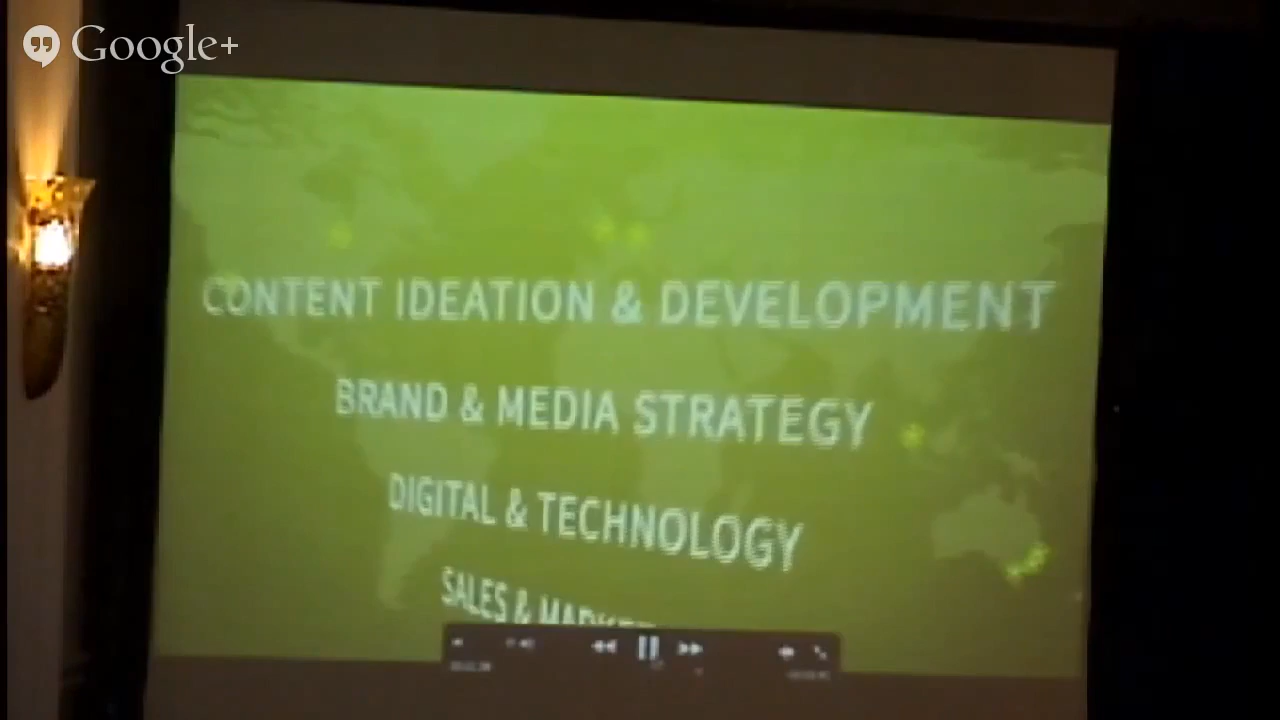 Google+
CONTENT IDEATION & DEVELOPMENT
BRAND & MEDIA STRATEGY
DIGITAL & TECHNOLOGY
SALES &